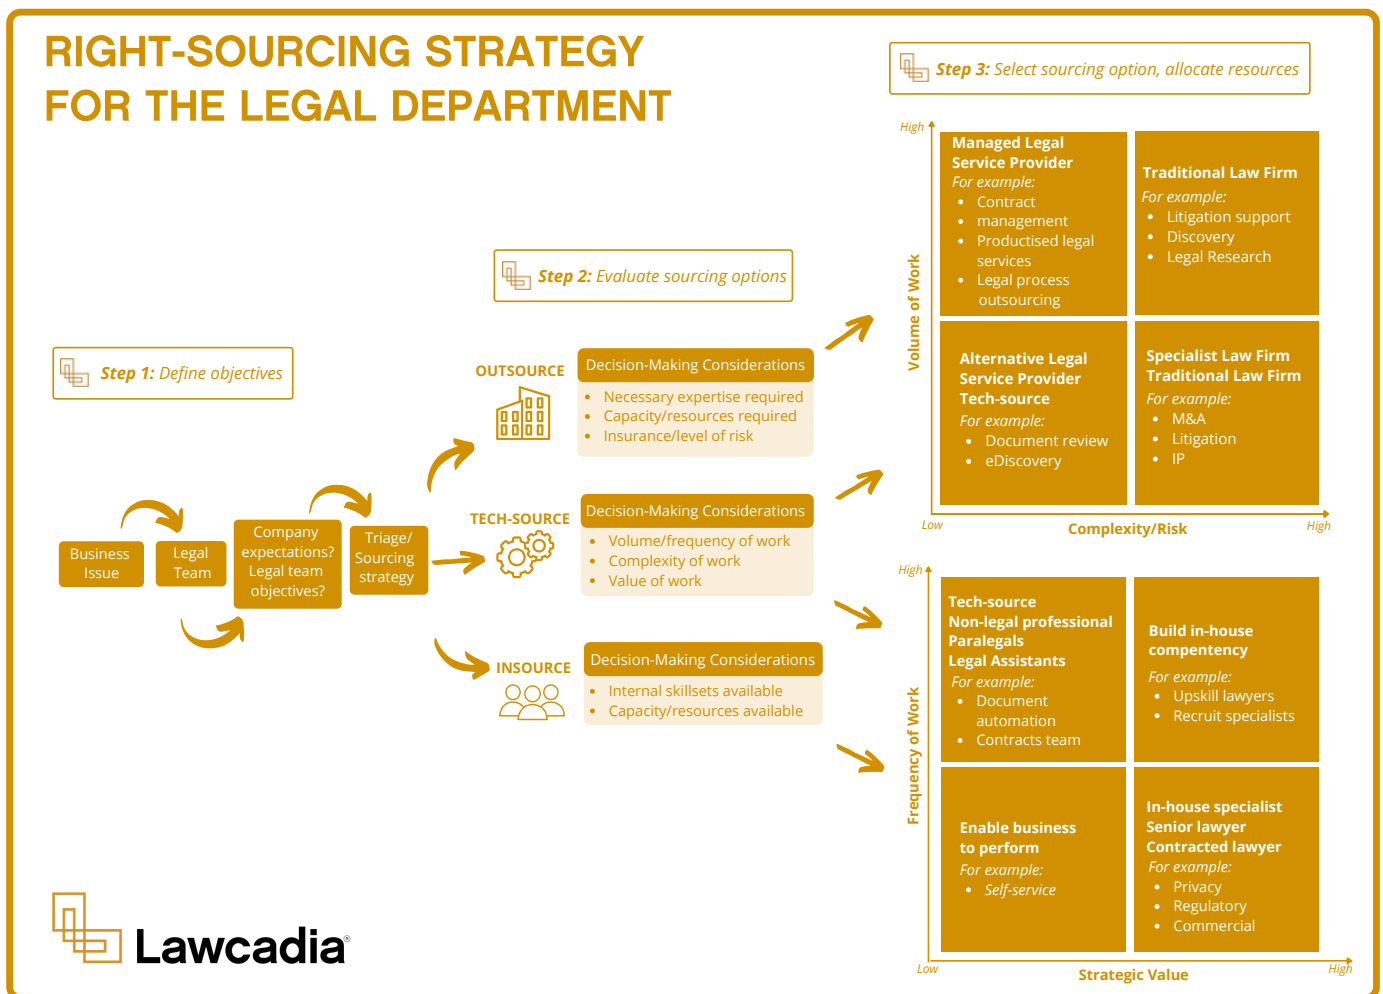 RIGHT-SOURCING STRATEGY
FOR THE LEGAL DEPARTMENT
Step 1: Define objectives
Business
Issue
Legal
Team
Company
expectations?
Legal team
objectives?
Triage/
Sourcing
strategy
Step 2: Evaluate sourcing options
OUTSOURCE
Decision-Making Considerations
• Necessary expertise required
• Capacity/resources required
• Insurance/level of risk
TECH-SOURCE
Decision-Making Considerations
• Volume/frequency of work
• Complexity of work
• Value of work
INSOURCE
Decision-Making Considerations
• Internal skillsets available
• Capacity/resources available
Step 3: Select sourcing option, allocate resources
High
Volume of Work
Managed Legal
Service Provider
For example:
• Contract
• management
• Productised legal
services
• Legal process
outsourcing
Traditional Law Firm
For example:
• Litigation support
• Discovery
• Legal Research
Alternative Legal
Service Provider
Tech-source
For example:
• Document review
• eDiscovery
Specialist Law Firm
Traditional Law Firm
For example:
• M&A
• Litigation
• IP
Low
Complexity/Risk
High
High
Frequency of Work
Tech-source
Non-legal professional
Paralegals
Legal Assistants
For example:
• Document
automation
• Contracts team
Build in-house
compentency
For example:
• Upskill lawyers
• Recruit specialists
Enable business
to perform
For example:
• Self-service
In-house specialist
Senior lawyer
Contracted lawyer
For example:
• Privacy
• Regulatory
• Commercial
Low
Strategic Value
High
Lawcadia®